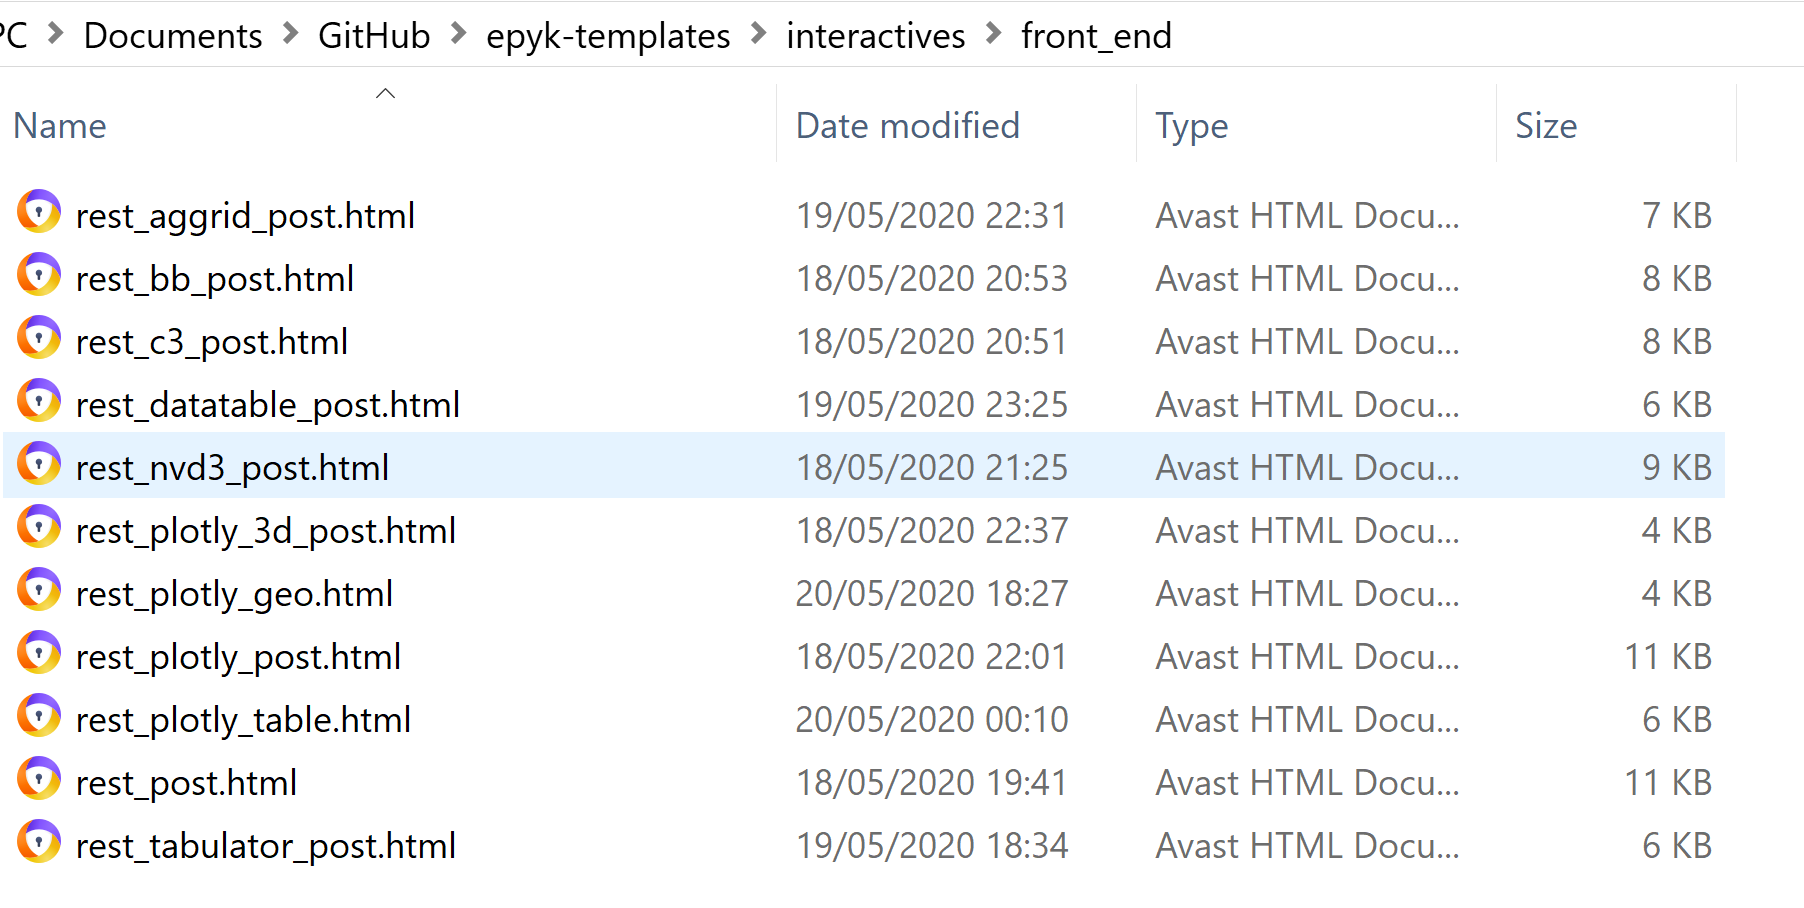 PC > Documents > GitHub > epyk-templates > interactives > front_end
Name Date modified Type Size
rest_aggrid_post.html 19/05/2020 22:31 Avast HTML Docu... 7 KB
rest_bb_post.html 18/05/2020 20:53 Avast HTML Docu... 8 KB
rest_c3_post.html 18/05/2020 20:51 Avast HTML Docu... 8 KB
rest_datatable_post.html 19/05/2020 23:25 Avast HTML Docu... 6 KB
rest_nvd3_post.html 18/05/2020 21:25 Avast HTML Docu... 9 KB
rest_plotly_3d_post.html 18/05/2020 22:37 Avast HTML Docu... 4 KB
rest_plotly_geo.html 20/05/2020 18:27 Avast HTML Docu... 4 KB
rest_plotly_post.html 18/05/2020 22:01 Avast HTML Docu... 11 KB
rest_plotly_table.html 20/05/2020 00:10 Avast HTML Docu... 6 KB
rest_post.html 18/05/2020 19:41 Avast HTML Docu... 11 KB
rest_tabulator_post.html 19/05/2020 18:34 Avast HTML Docu... 6 KB